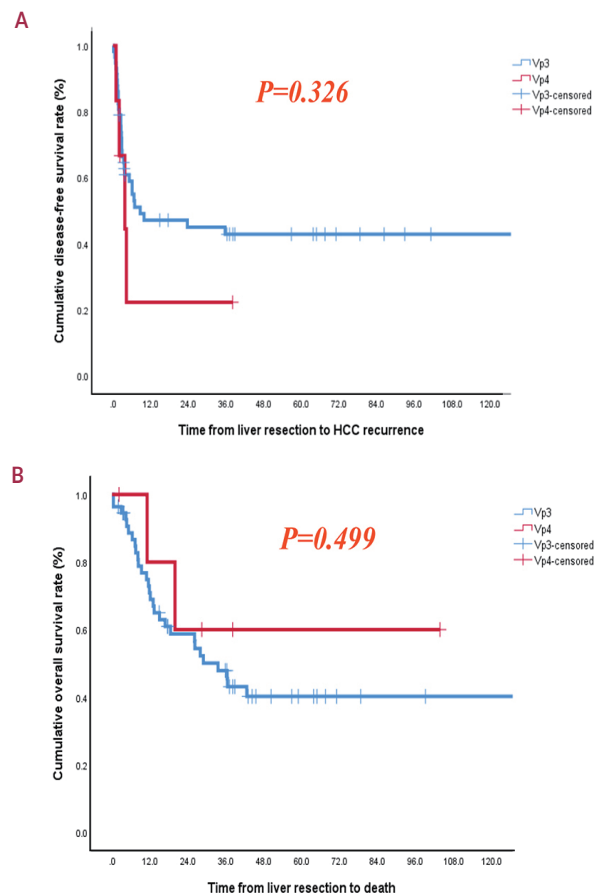 A
1.0
0.8
0.6
0.4
0.2
0.0
Cumulative disease-free survival rate (%)
P=0.326
Vp3
Vp4
Vp3-censored
Vp4-censored
.0 12.0 24.0 36.0 48.0 60.0 72.0 84.0 96.0 108.0 120.0
Time from liver resection to HCC recurrence
B
1.0
0.8
0.6
0.4
0.2
0.0
Cumulative overall survival rate (%)
P=0.499
Vp3
Vp4
Vp3-censored
Vp4-censored
.0 12.0 24.0 36.0 48.0 60.0 72.0 84.0 96.0 108.0 120.0
Time from liver resection to death